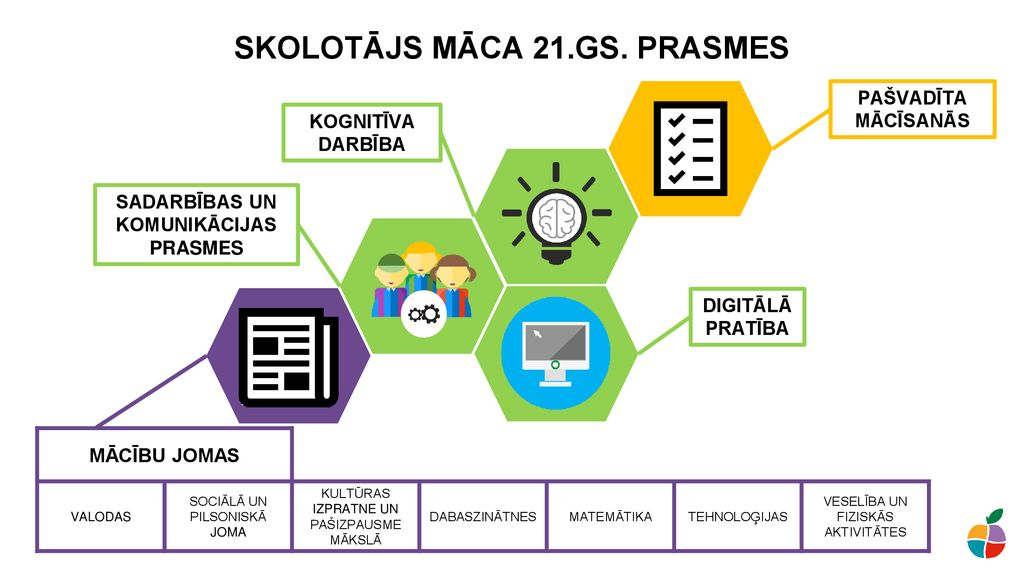 SKOLOTĀJS MĀCA 21.GS. PRASMES
PAŠVADĪTA
MĀCĪSANĀS
KOGNITĪVA
DARBĪBA
SADARBĪBAS UN
KOMUNIKĀCIJAS
PRASMES
DIGITĀLĀ
PRATĪBA
MĀCĪBU JOMAS
VALODAS
SOCIĀLĀ UN
PILSONISKĀ
JOMA
KULTŪRAS
IZPRATNE UN
PAŠIZPAUSME
MĀKSLĀ
DABASZINĀTNES
MATEMĀTIKA
TEHNOLOĢIJAS
VESELĪBA UN
FIZISKĀS
AKTIVITĀTES